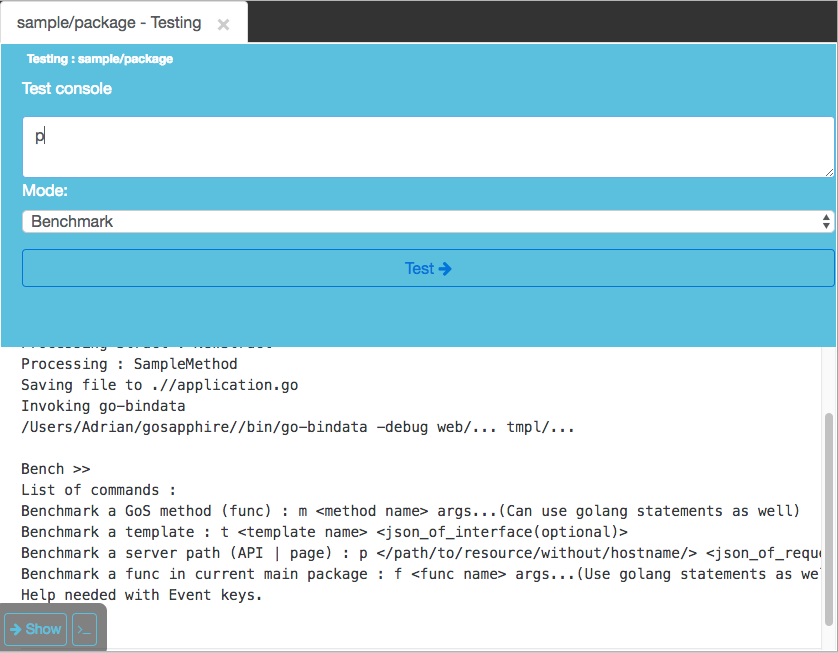 sample/package - Testing ×
Testing : sample/package
Test console
p
Mode:
Benchmark
Test
Processing : SampleMethod
Saving file to .//application.go
Invoking go-bindata
/Users/Adrian/gosapphire//bin/go-bindata -debug web/... tmpl/...
Bench >>
List of commands :
Benchmark a GoS method (func) : m <method name> args...(Can use golang statements as well)
Benchmark a template : t <template name> <json_of_interface(optional)>
Benchmark a server path (API | page) : p </path/to/resource/without/hostname/> <json_of_reque
Benchmark a func in current main package : f <func name> args...(Use golang statements as we
Help needed with Event keys.
Show >_